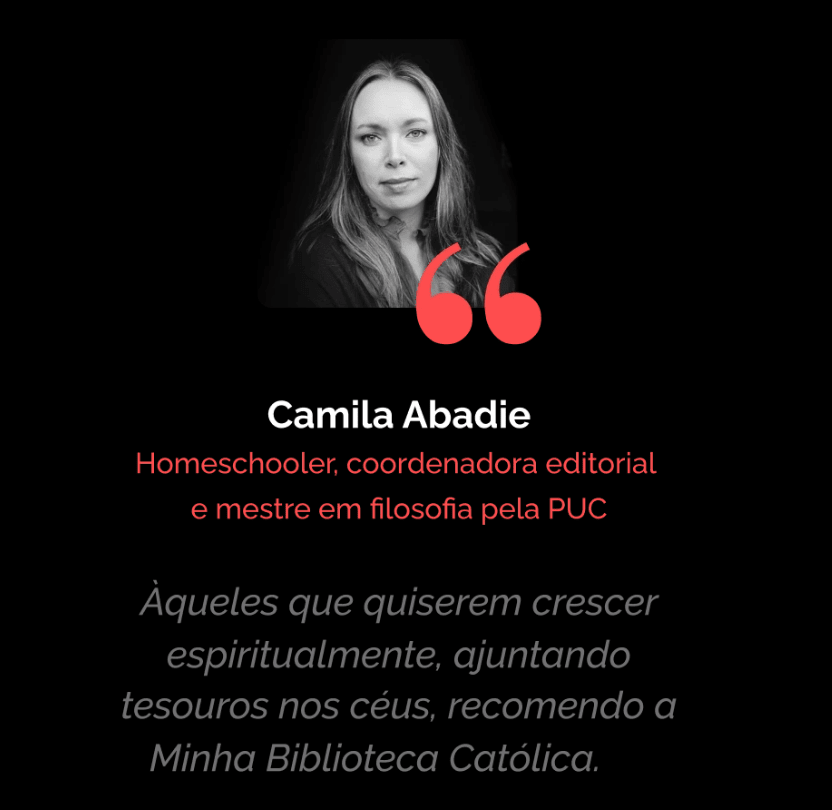 Camila Abadie
Homeschooler, coordenadora editorial
e mestre em filosofia pela PUC
Àqueles que quiserem crescer
espiritualmente, ajuntando
tesouros nos céus, recomendo a
Minha Biblioteca Católica.